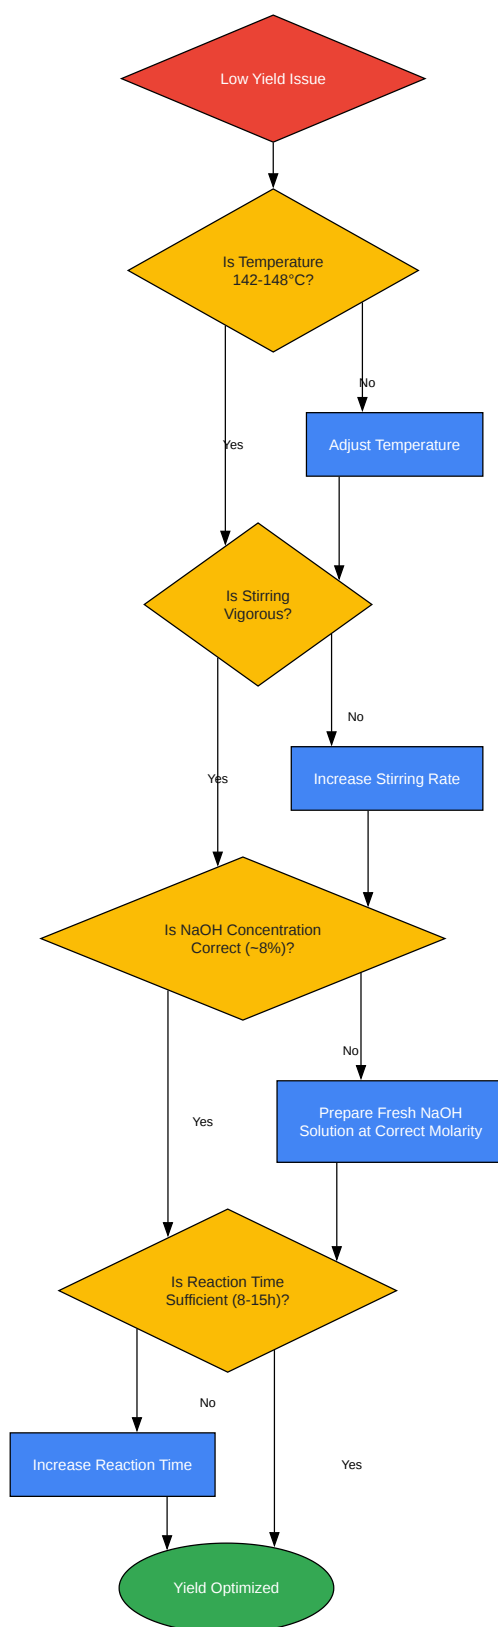 Low Yield Issue
Is Temperature
142-148°C?
No
Yes
Adjust Temperature
Is Stirring
Vigorous?
No
Yes
Increase Stirring Rate
Is NaOH Concentration
Correct (~8%)?
No
Yes
Prepare Fresh NaOH
Solution at Correct Molarity
Is Reaction Time
Sufficient (8-15h)?
No
Yes
Increase Reaction Time
Yield Optimized